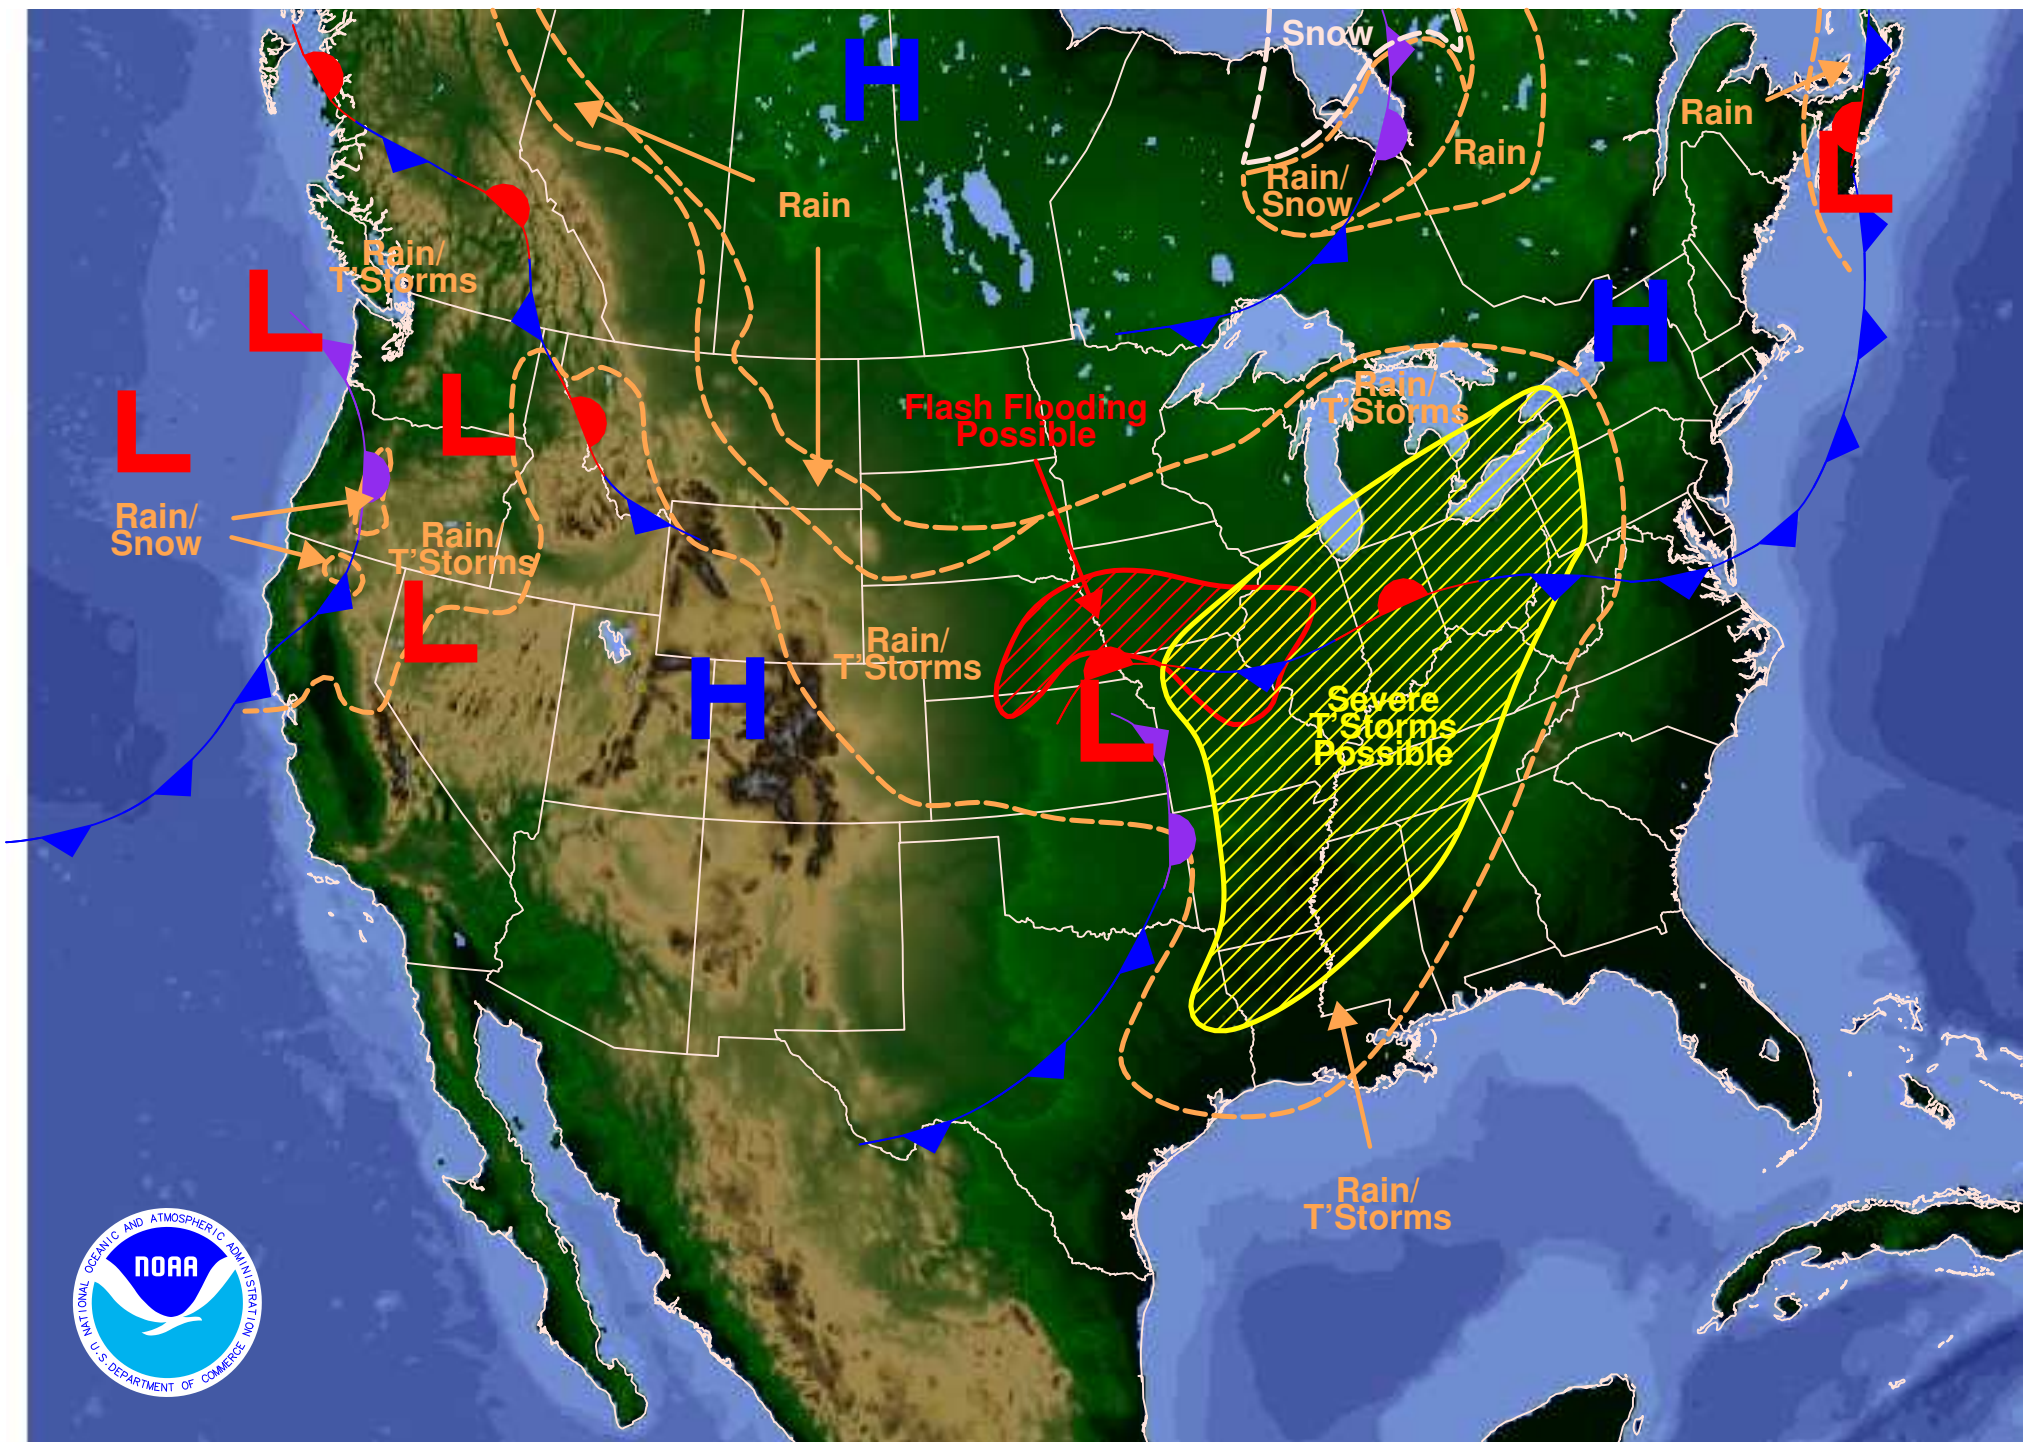 Snow
H
Rain
Rain
Rain/
Snow
Rain
L
Rain/
T'Storms
L
H
Rain/
T'Storms
L
L
Flash Flooding
Possible
Rain/
Snow
Rain/
T'Storms
L
Rain/
T'Storms
H
L
Severe
T'Storms
Possible
Rain/
T'Storms
NATIONAL OCEANIC AND ATMOSPHERIC ADMINISTRATION
NOAA
U.S. DEPARTMENT OF COMMERCE